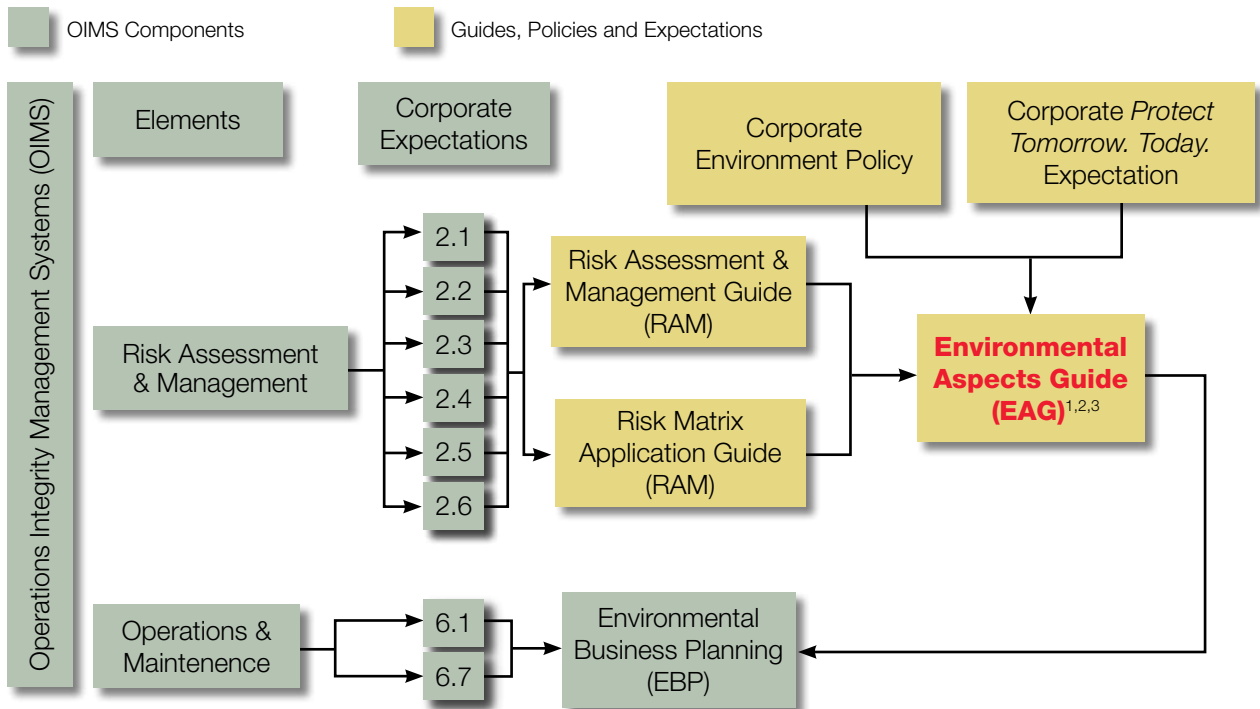 OIMS Components
Guides, Policies and Expectations
Operations Integrity Management Systems (OIMS)
Elements
Corporate
Expectations
Corporate
Environment Policy
Corporate Protect
Tomorrow. Today.
Expectation
Risk Assessment
& Management
2.1
2.2
2.3
2.4
2.5
2.6
Risk Assessment &
Management Guide
(RAM)
Risk Matrix
Application Guide
(RAM)
Environmental
Aspects Guide
(EAG)1,2,3
Operations &
Maintenence
6.1
6.7
Environmental
Business Planning
(EBP)